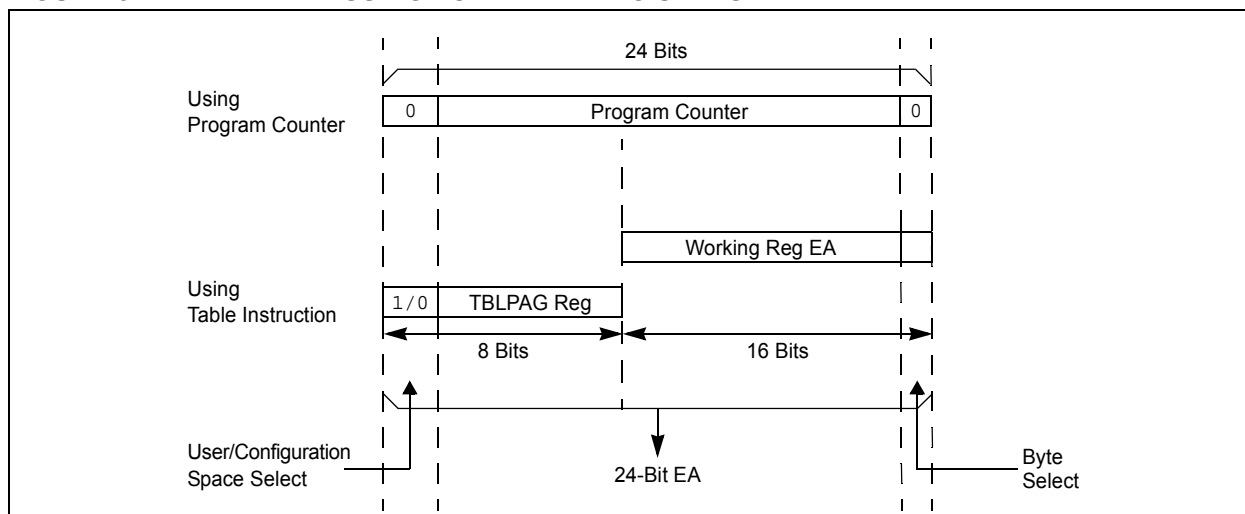 24 Bits
Using
Program Counter
0
Program Counter
0
Working Reg EA
Using
Table Instruction
1/0
TBLPAG Reg
8 Bits
16 Bits
User/Configuration
Space Select
24-Bit EA
Byte
Select